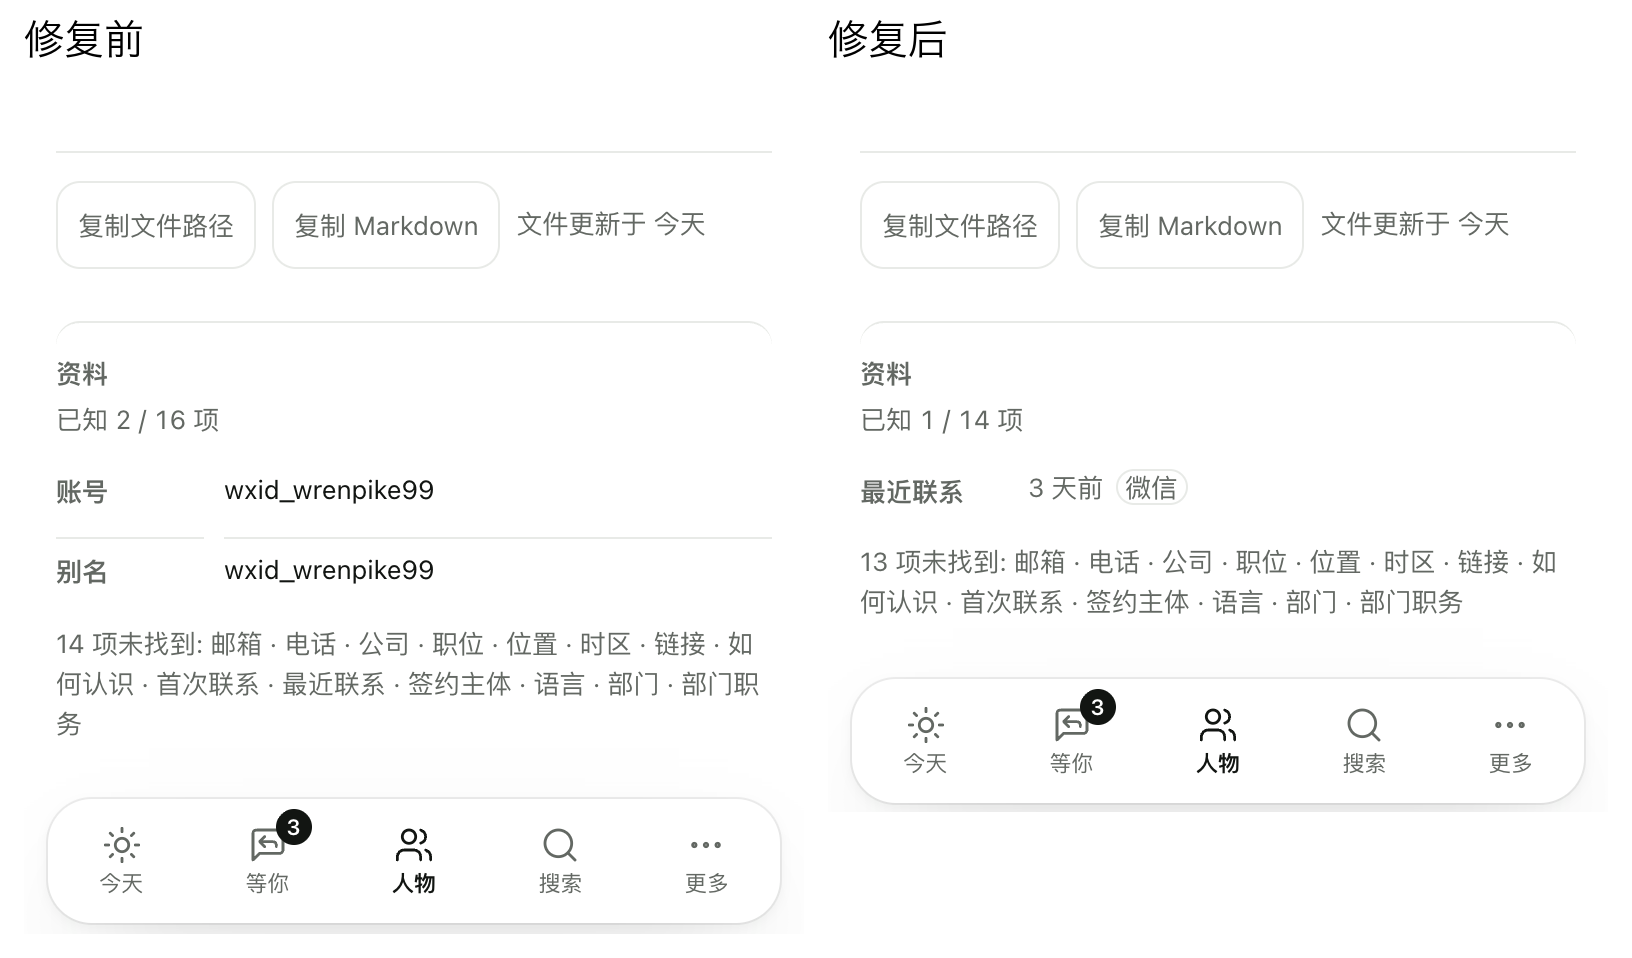 修复前
复制文件路径 复制 Markdown 文件更新于 今天
资料
已知 2 / 16 项
账号 wxid_wrenpike99
别名 wxid_wrenpike99
14 项未找到: 邮箱 · 电话 · 公司 · 职位 · 位置 · 时区 · 链接 · 如
何认识 · 首次联系 · 最近联系 · 签约主体 · 语言 · 部门 · 部门职
务
3
今天 等你 人物 搜索 更多
修复后
复制文件路径 复制 Markdown 文件更新于 今天
资料
已知 1 / 14 项
最近联系 3 天前 微信
13 项未找到: 邮箱 · 电话 · 公司 · 职位 · 位置 · 时区 · 链接 · 如
何认识 · 首次联系 · 签约主体 · 语言 · 部门 · 部门职务
3
今天 等你 人物 搜索 更多